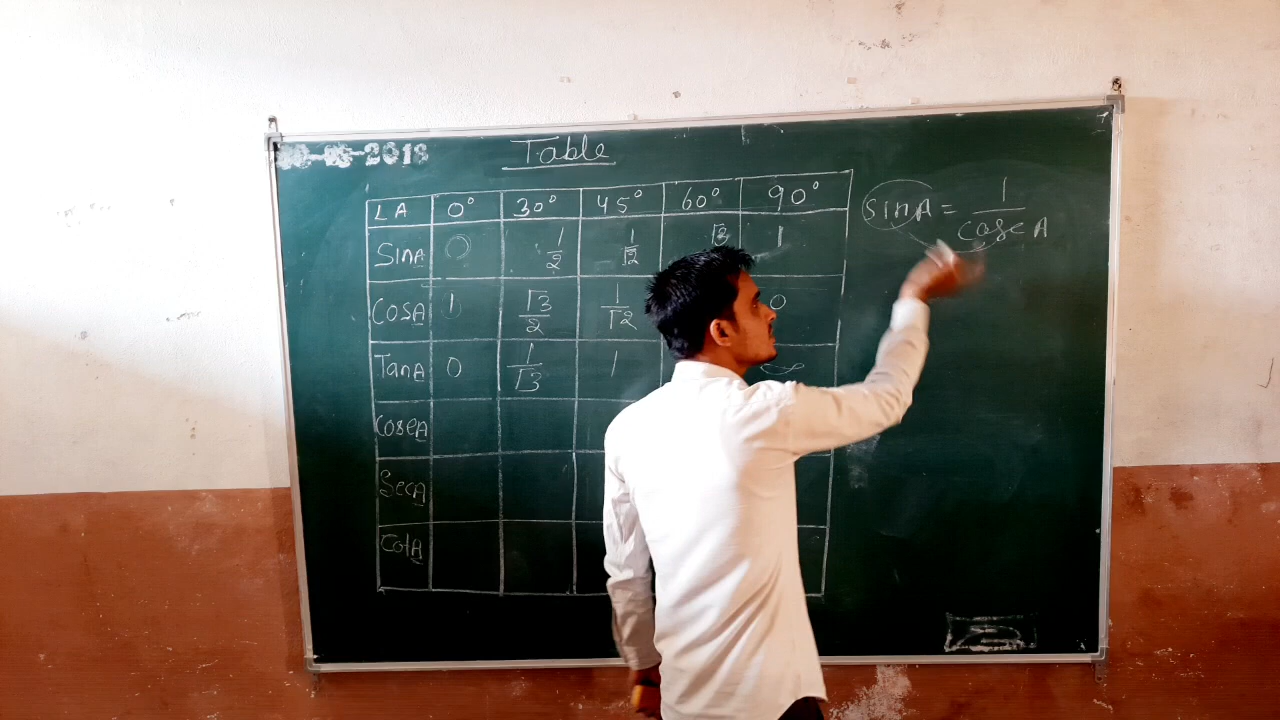 2018
Table
LA 0° 30° 45° 60° 90°
SinA 0 1/2 1/√2 √3 1
CosA 1 √3/2 1/√2 0
TanA 0 1/√3 1 ∞
CosecA
SecA
CotA
sinA = 1/cosecA